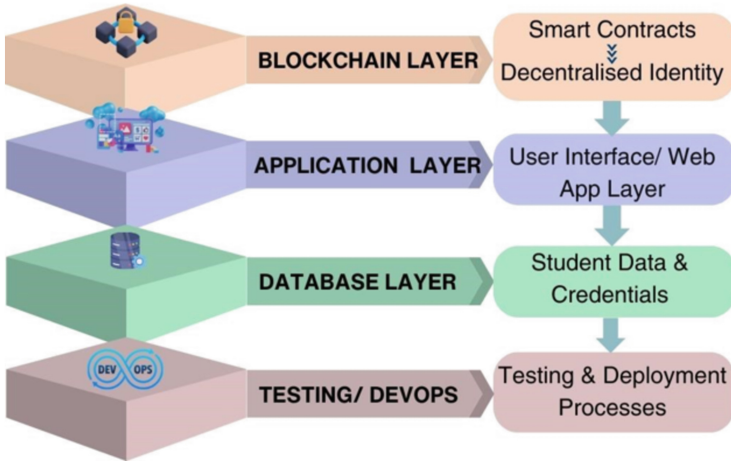 BLOCKCHAIN LAYER
Smart Contracts
Decentralised Identity
APPLICATION LAYER
User Interface/ Web
App Layer
DATABASE LAYER
Student Data &
Credentials
DEV OPS
TESTING/ DEVOPS
Testing & Deployment
Processes